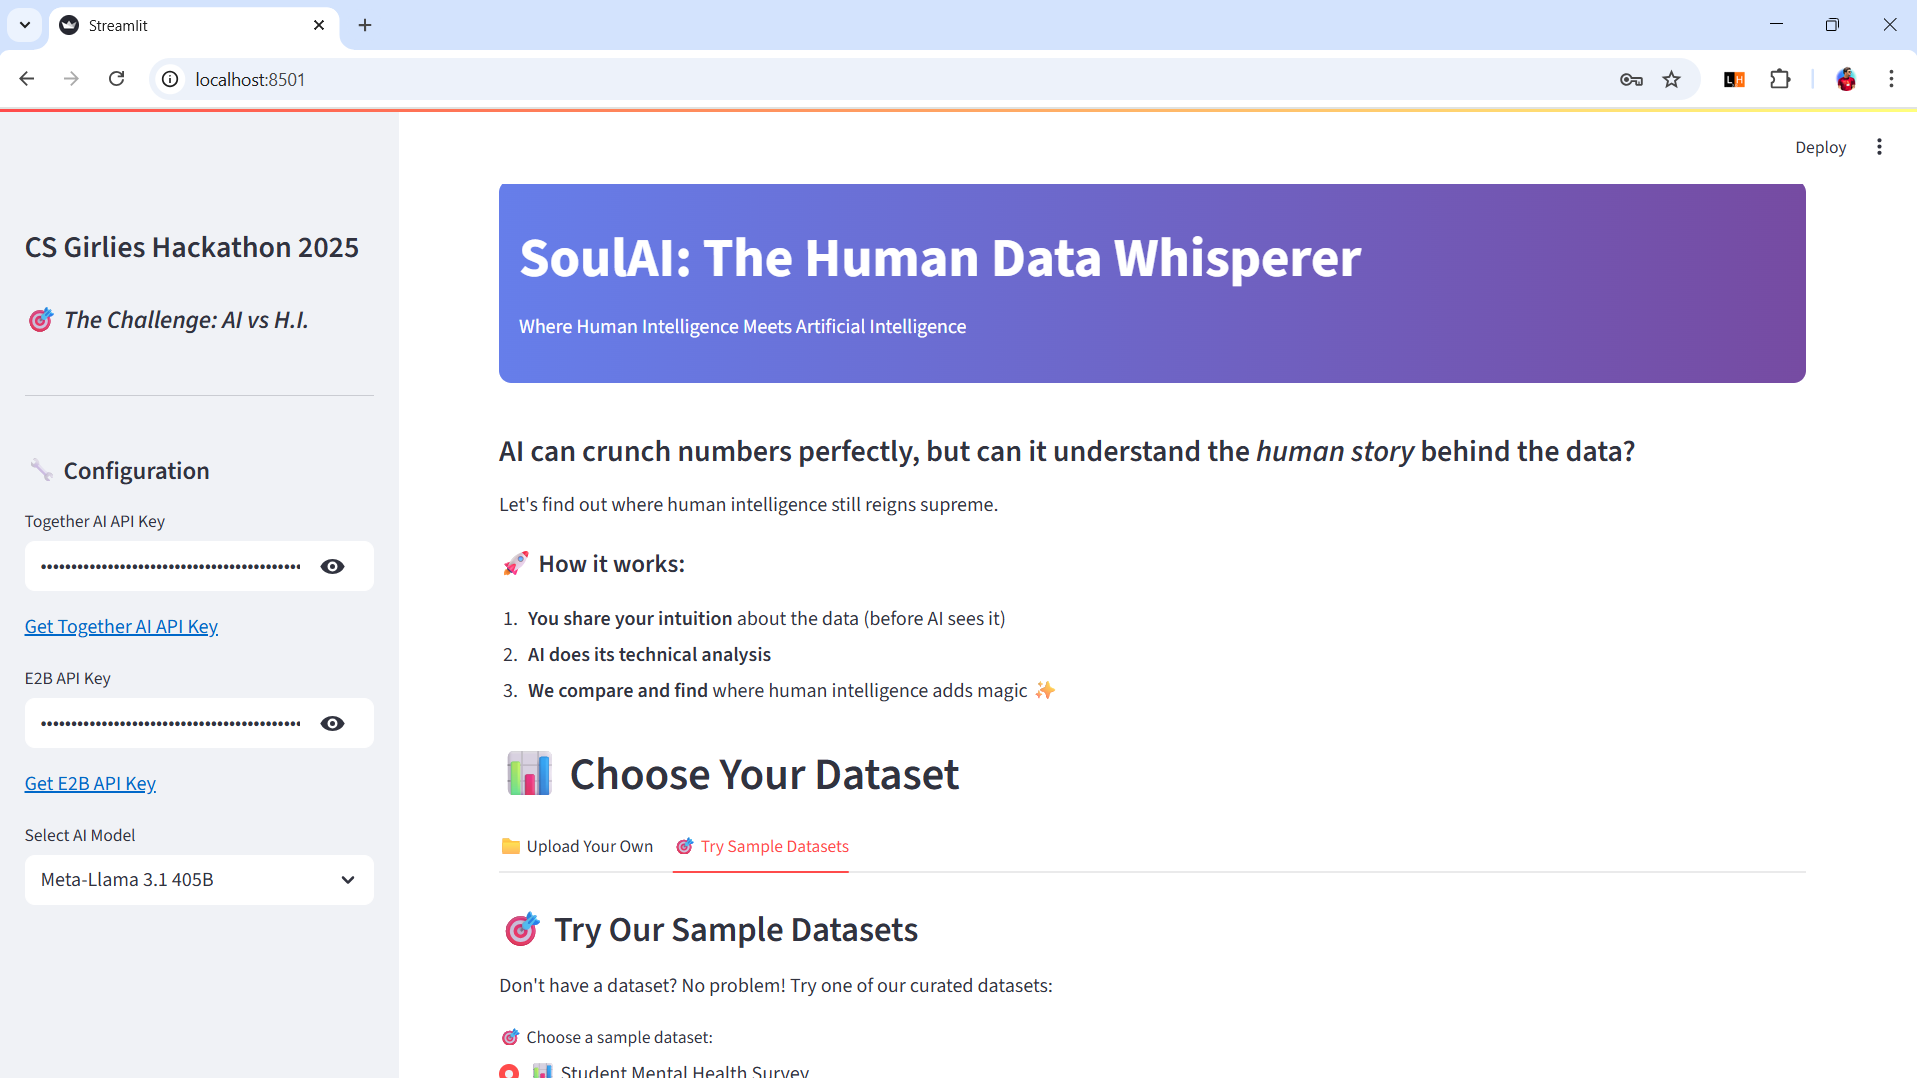 Streamlit
localhost:8501
LH
Deploy
CS Girlies Hackathon 2025
The Challenge: AI vs H.I.
Configuration
Together AI API Key
Get Together AI API Key
E2B API Key
Get E2B API Key
Select AI Model
Meta-Llama 3.1 405B
SoulAI: The Human Data Whisperer
Where Human Intelligence Meets Artificial Intelligence
AI can crunch numbers perfectly, but can it understand the human story behind the data?
Let's find out where human intelligence still reigns supreme.
How it works:
1. You share your intuition about the data (before AI sees it)
2. AI does its technical analysis
3. We compare and find where human intelligence adds magic
Choose Your Dataset
Upload Your Own
Try Sample Datasets
Try Our Sample Datasets
Don't have a dataset? No problem! Try one of our curated datasets:
Choose a sample dataset:
Student Mental Health Survey